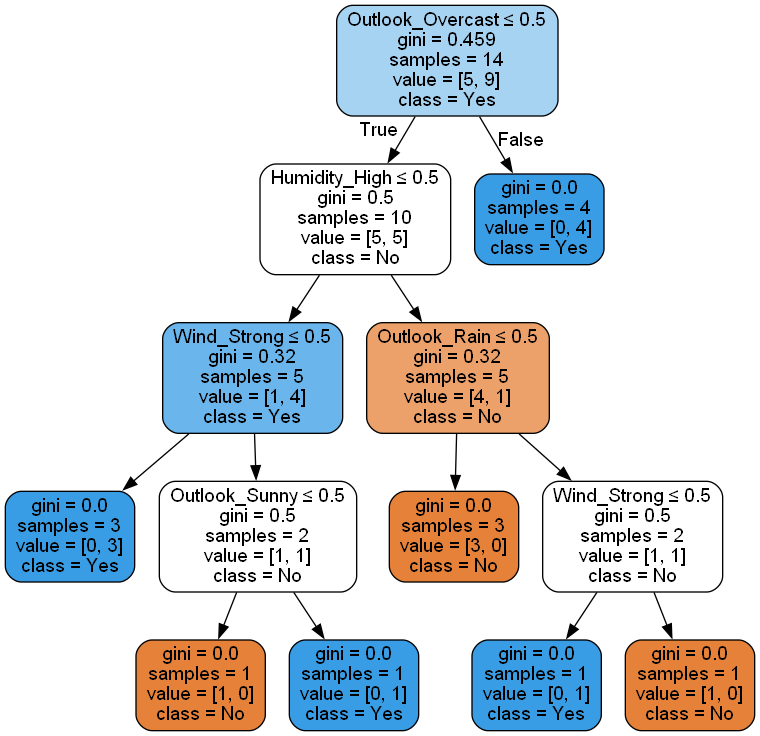 Outlook_Overcast ≤ 0.5
gini = 0.459
samples = 14
value = [5, 9]
class = Yes
True
False
Humidity_High ≤ 0.5
gini = 0.5
samples = 10
value = [5, 5]
class = No
gini = 0.0
samples = 4
value = [0, 4]
class = Yes
Wind_Strong ≤ 0.5
gini = 0.32
samples = 5
value = [1, 4]
class = Yes
Outlook_Rain ≤ 0.5
gini = 0.32
samples = 5
value = [4, 1]
class = No
gini = 0.0
samples = 3
value = [0, 3]
class = Yes
Outlook_Sunny ≤ 0.5
gini = 0.5
samples = 2
value = [1, 1]
class = No
gini = 0.0
samples = 3
value = [3, 0]
class = No
Wind_Strong ≤ 0.5
gini = 0.5
samples = 2
value = [1, 1]
class = No
gini = 0.0
samples = 1
value = [1, 0]
class = No
gini = 0.0
samples = 1
value = [0, 1]
class = Yes
gini = 0.0
samples = 1
value = [0, 1]
class = Yes
gini = 0.0
samples = 1
value = [1, 0]
class = No